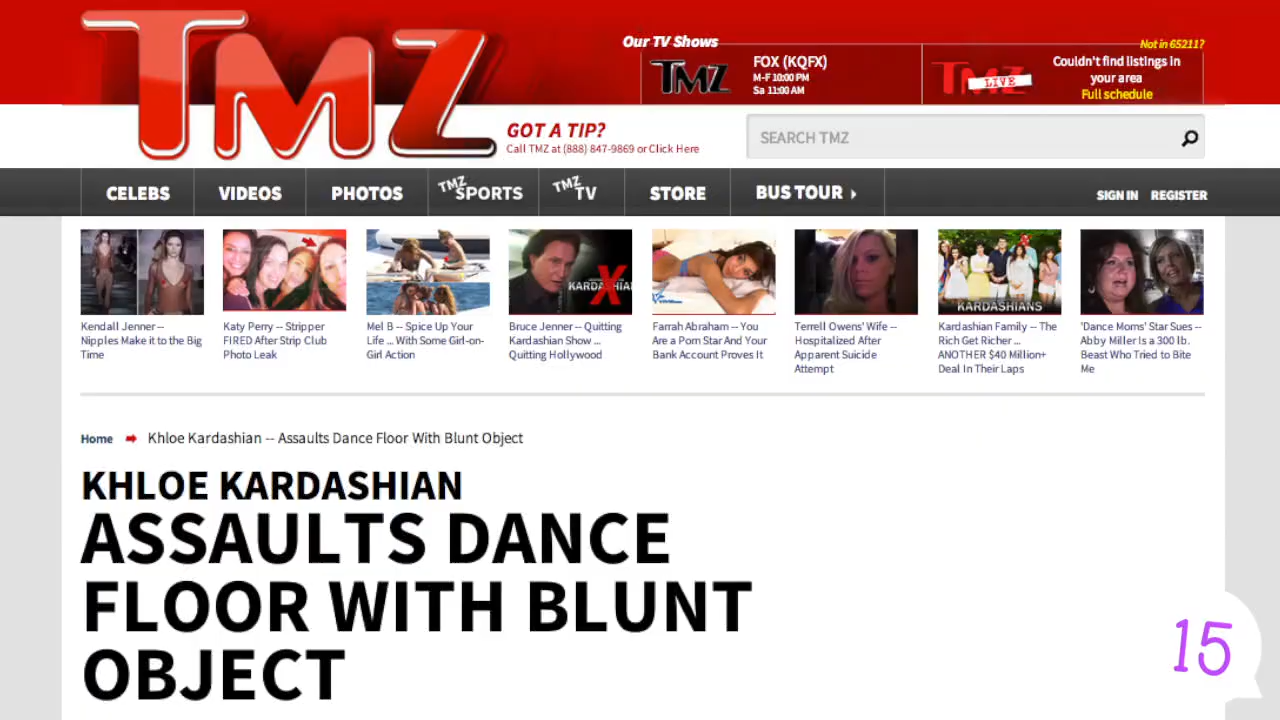 TMZ
Our TV Shows
TMZ
FOX (KQFX)
M-F 10:00 PM
Sa 11:00 AM
TMZ LIVE
Not in 65211?
Couldn't find listings in
your area
Full schedule
GOT A TIP?
Call TMZ at (888) 847-9869 or Click Here
SEARCH TMZ
CELEBS
VIDEOS
PHOTOS
TMZ SPORTS
TMZ TV
STORE
BUS TOUR
SIGN IN
REGISTER
KARDASHIAN
KARDASHIANS
Kendall Jenner --
Nipples Make it to the Big
Time
Katy Perry -- Stripper
FIRED After Strip Club
Photo Leak
Mel B -- Spice Up Your
Life ... With Some Girl-on-
Girl Action
Bruce Jenner -- Quitting
Kardashian Show ...
Quitting Hollywood
Farrah Abraham -- You
Are a Porn Star And Your
Bank Account Proves It
Terrell Owens' Wife --
Hospitalized After
Apparent Suicide
Attempt
Kardashian Family -- The
Rich Get Richer ...
ANOTHER $40 Million+
Deal In Their Laps
'Dance Moms' Star Sues --
Abby Miller Is a 300 lb.
Beast Who Tried to Bite
Me
Home
Khloe Kardashian -- Assaults Dance Floor With Blunt Object
KHLOE KARDASHIAN
ASSAULTS DANCE
FLOOR WITH BLUNT
OBJECT
15